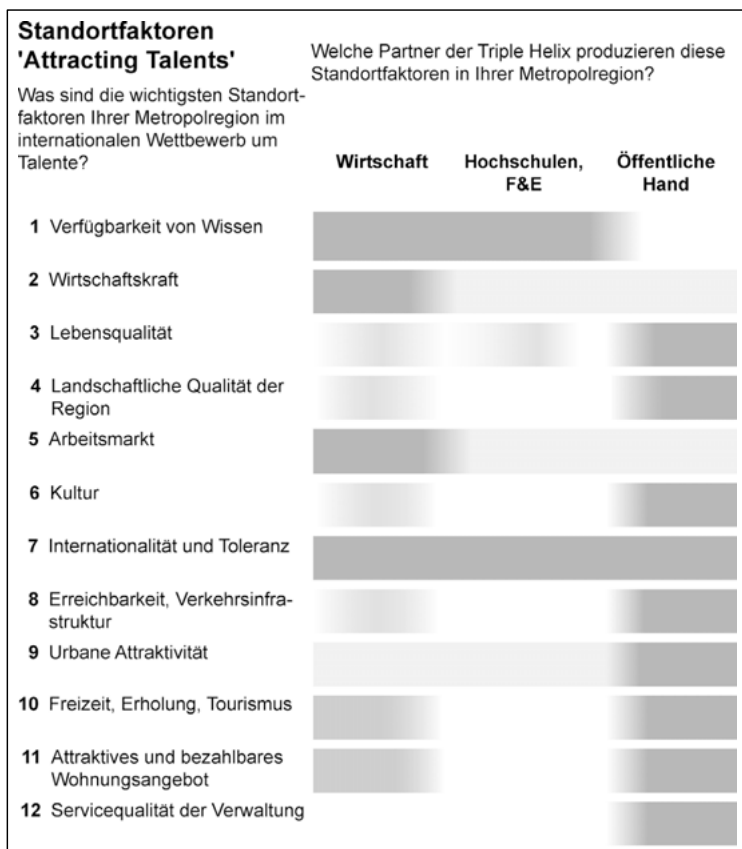 Standortfaktoren
'Attracting Talents'
Was sind die wichtigsten Standort-
faktoren Ihrer Metropolregion im
internationalen Wettbewerb um
Talente?
Welche Partner der Triple Helix produzieren diese
Standortfaktoren in Ihrer Metropolregion?
Wirtschaft Hochschulen, Öffentliche
F&E Hand
1 Verfügbarkeit von Wissen
2 Wirtschaftskraft
3 Lebensqualität
4 Landschaftliche Qualität der
Region
5 Arbeitsmarkt
6 Kultur
7 Internationalität und Toleranz
8 Erreichbarkeit, Verkehrsinfra-
struktur
9 Urbane Attraktivität
10 Freizeit, Erholung, Tourismus
11 Attraktives und bezahlbares
Wohnungsangebot
12 Servicequalität der Verwaltung